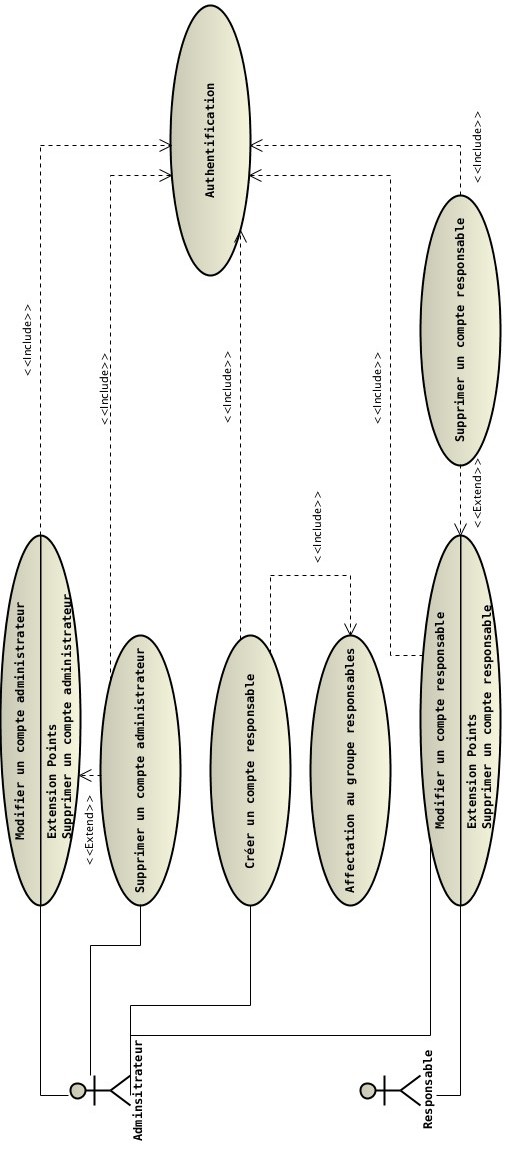 Modifier un compte administrateur
Extension Points
Supprimer un compte administrateur
<<Include>>
<<Extend>>
Supprimer un compte administrateur
<<Include>>
Authentification
Créer un compte responsable
<<Include>>
<<Include>>
Affectation au groupe responsables
<<Include>>
Modifier un compte responsable
Extension Points
Supprimer un compte responsable
<<Extend>>
Supprimer un compte responsable
<<Include>>
Adminsitrateur
Responsable